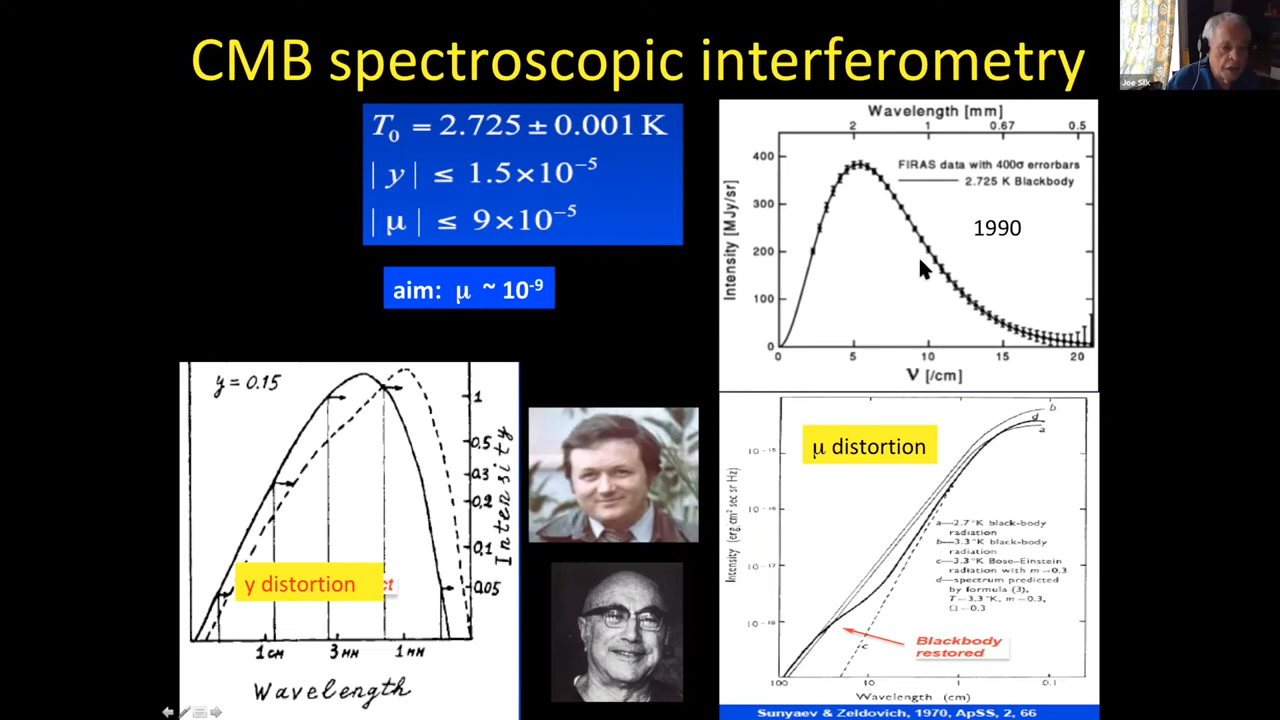 CMB spectroscopic interferometry
Joe Silk
T₀ = 2.725 ± 0.001 K
| y | ≤ 1.5×10⁻⁵
| μ | ≤ 9×10⁻⁵
aim: μ ~ 10⁻⁹
Wavelength [mm]
2 1 0.67 0.5
400
300
200
100
0
Intensity [MJy/sr]
FIRAS data with 400σ errorbars
2.725 K Blackbody
1990
0 5 10 15 20
ν [/cm]
y = 0.15
1
0.5
0.3
0.2
0.1
0.05
Intensity
y distortion
ct
1 cm 3 мм 1 мм
Wavelength
μ distortion
b
d
a
10⁻¹⁵
10⁻¹⁶
10⁻¹⁷
10⁻¹⁸
Intensity (erg/cm² sec sr Hz)
a—2.7 °K black-body
radiation
b—3.3 °K black-body
radiation
c—3.3 °K Bose–Einstein
radiation with m=0.3
d—spectrum predicted
by formula (3),
T=3.3 °K, m=0.3,
Ω=0.3
Blackbody
restored
c
100 10 1 0.1
Wavelength (cm)
Sunyaev & Zeldovich, 1970, ApSS, 2, 66